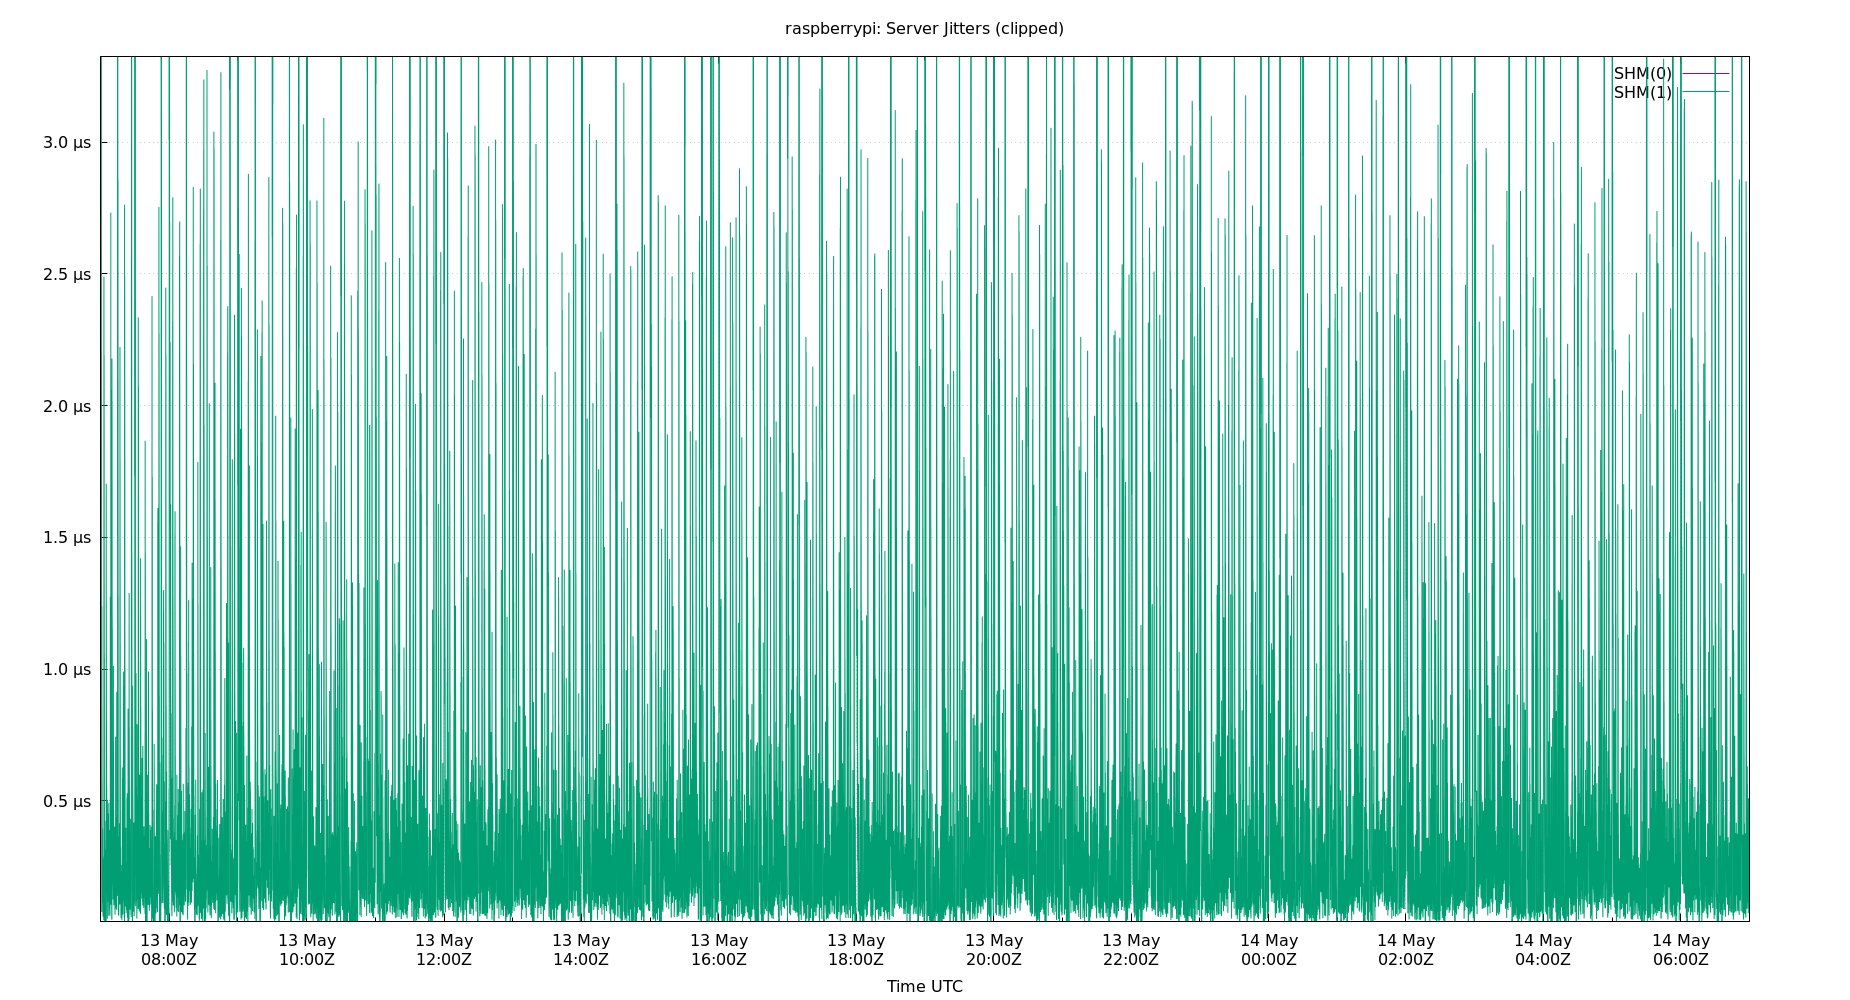 raspberrypi: Server Jitters (clipped)
SHM(0)
SHM(1)
3.0 µs
2.5 µs
2.0 µs
1.5 µs
1.0 µs
0.5 µs
13 May 13 May 13 May 13 May 13 May 13 May 13 May 13 May 14 May 14 May 14 May 14 May
08:00Z 10:00Z 12:00Z 14:00Z 16:00Z 18:00Z 20:00Z 22:00Z 00:00Z 02:00Z 04:00Z 06:00Z
Time UTC